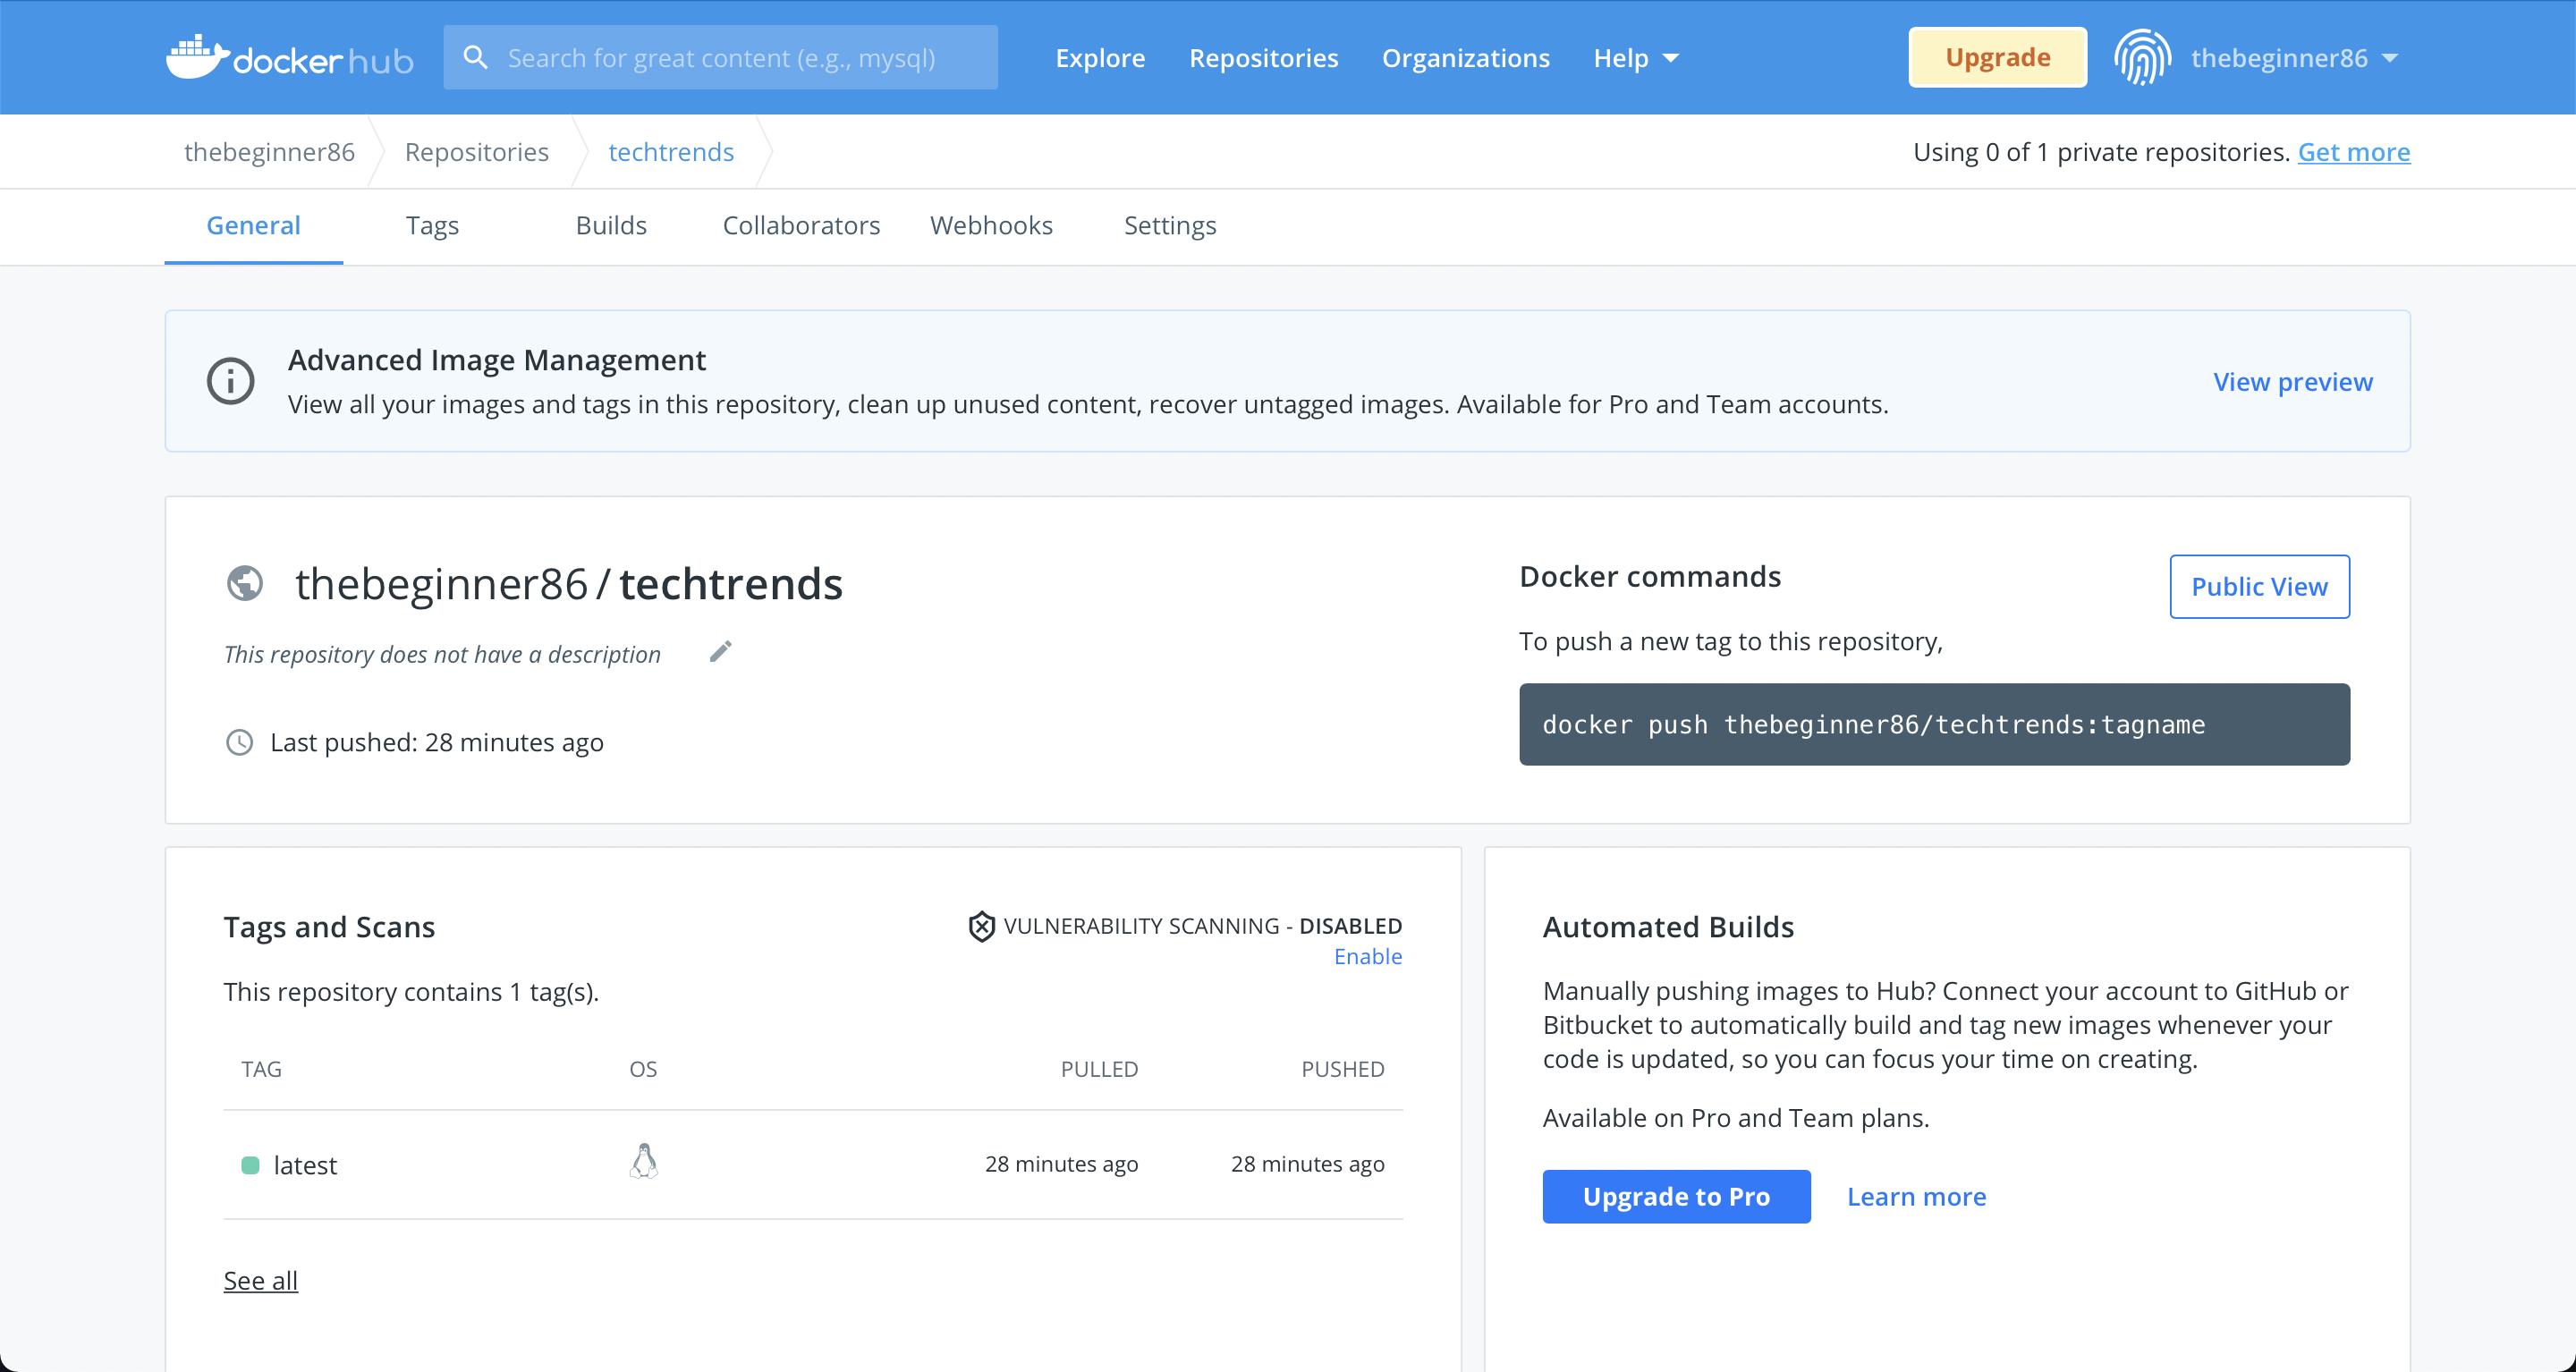 docker hub
Search for great content (e.g., mysql)
Explore
Repositories
Organizations
Help
Upgrade
thebeginner86
thebeginner86
Repositories
techtrends
Using 0 of 1 private repositories. Get more
General
Tags
Builds
Collaborators
Webhooks
Settings
Advanced Image Management
View all your images and tags in this repository, clean up unused content, recover untagged images. Available for Pro and Team accounts.
View preview
thebeginner86 / techtrends
This repository does not have a description
Last pushed: 28 minutes ago
Docker commands
Public View
To push a new tag to this repository,
docker push thebeginner86/techtrends:tagname
Tags and Scans
VULNERABILITY SCANNING - DISABLED
Enable
This repository contains 1 tag(s).
TAG OS PULLED PUSHED
latest 28 minutes ago 28 minutes ago
See all
Automated Builds
Manually pushing images to Hub? Connect your account to GitHub or
Bitbucket to automatically build and tag new images whenever your
code is updated, so you can focus your time on creating.
Available on Pro and Team plans.
Upgrade to Pro
Learn more